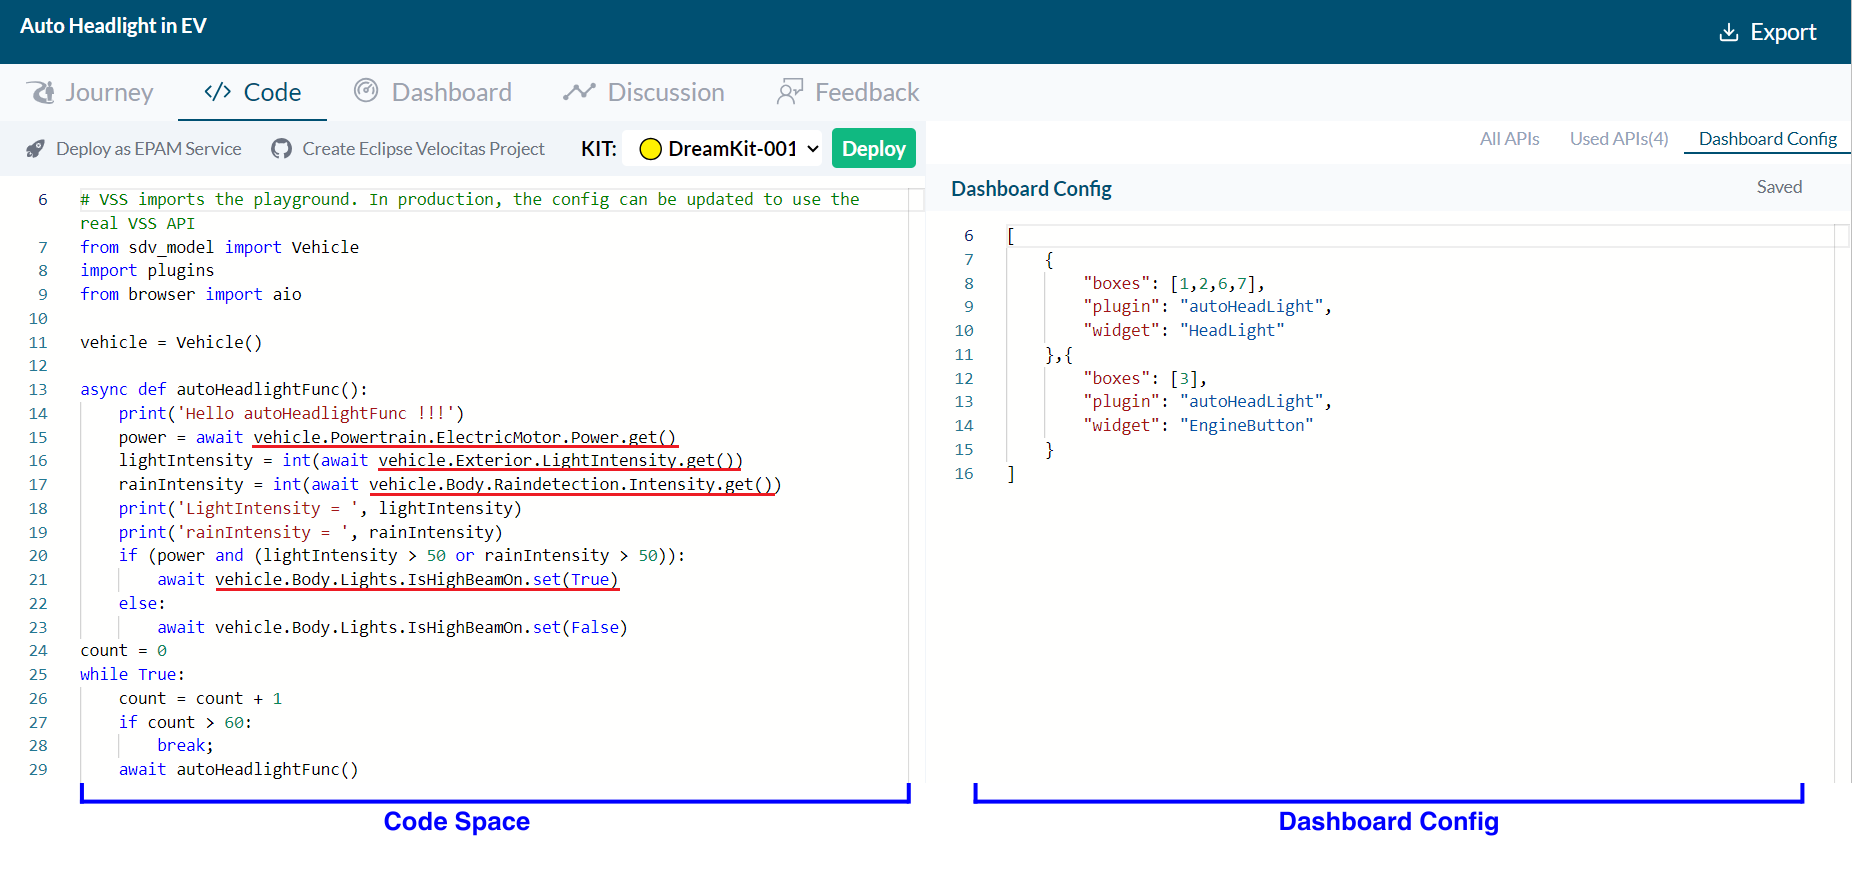 Auto Headlight in EV
Export
Journey
</> Code
Dashboard
Discussion
Feedback
Deploy as EPAM Service
Create Eclipse Velocitas Project
KIT:
DreamKit-001
Deploy
All APIs
Used APIs(4)
Dashboard Config
6 # VSS imports the playground. In production, the config can be updated to use the
real VSS API
7 from sdv_model import Vehicle
8 import plugins
9 from browser import aio
10
11 vehicle = Vehicle()
12
13 async def autoHeadlightFunc():
14 print('Hello autoHeadlightFunc !!!')
15 power = await vehicle.Powertrain.ElectricMotor.Power.get()
16 lightIntensity = int(await vehicle.Exterior.LightIntensity.get())
17 rainIntensity = int(await vehicle.Body.Raindetection.Intensity.get())
18 print('LightIntensity = ', lightIntensity)
19 print('rainIntensity = ', rainIntensity)
20 if (power and (lightIntensity > 50 or rainIntensity > 50)):
21 await vehicle.Body.Lights.IsHighBeamOn.set(True)
22 else:
23 await vehicle.Body.Lights.IsHighBeamOn.set(False)
24 count = 0
25 while True:
26 count = count + 1
27 if count > 60:
28 break;
29 await autoHeadlightFunc()
Code Space
Dashboard Config
Saved
6 [
7 {
8 "boxes": [1,2,6,7],
9 "plugin": "autoHeadLight",
10 "widget": "HeadLight"
11 },{
12 "boxes": [3],
13 "plugin": "autoHeadLight",
14 "widget": "EngineButton"
15 }
16 ]
Dashboard Config